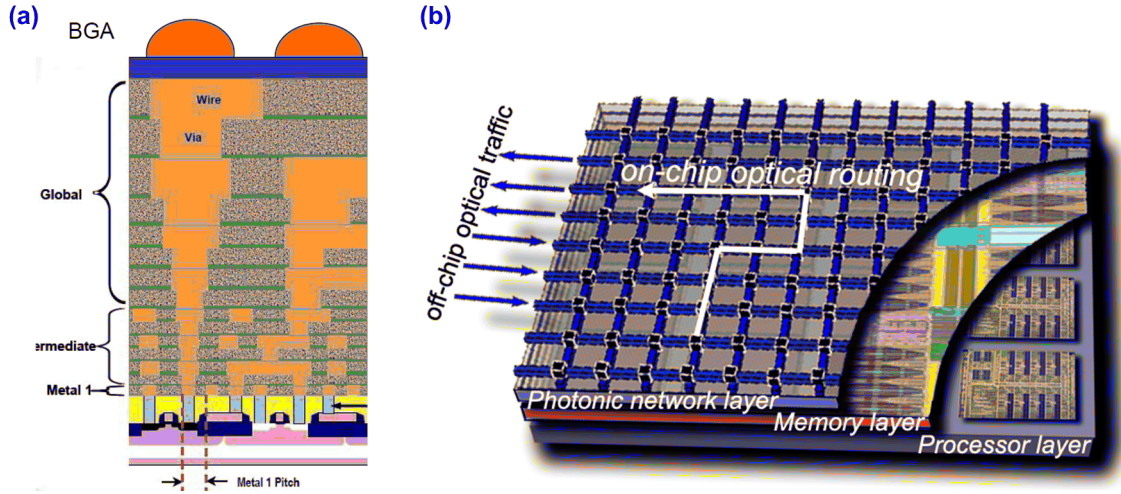 (a)
BGA
Wire
Via
Global
ermediate
Metal 1
Metal 1 Pitch
(b)
off-chip optical traffic
on-chip optical routing
Photonic network layer
Memory layer
Processor layer